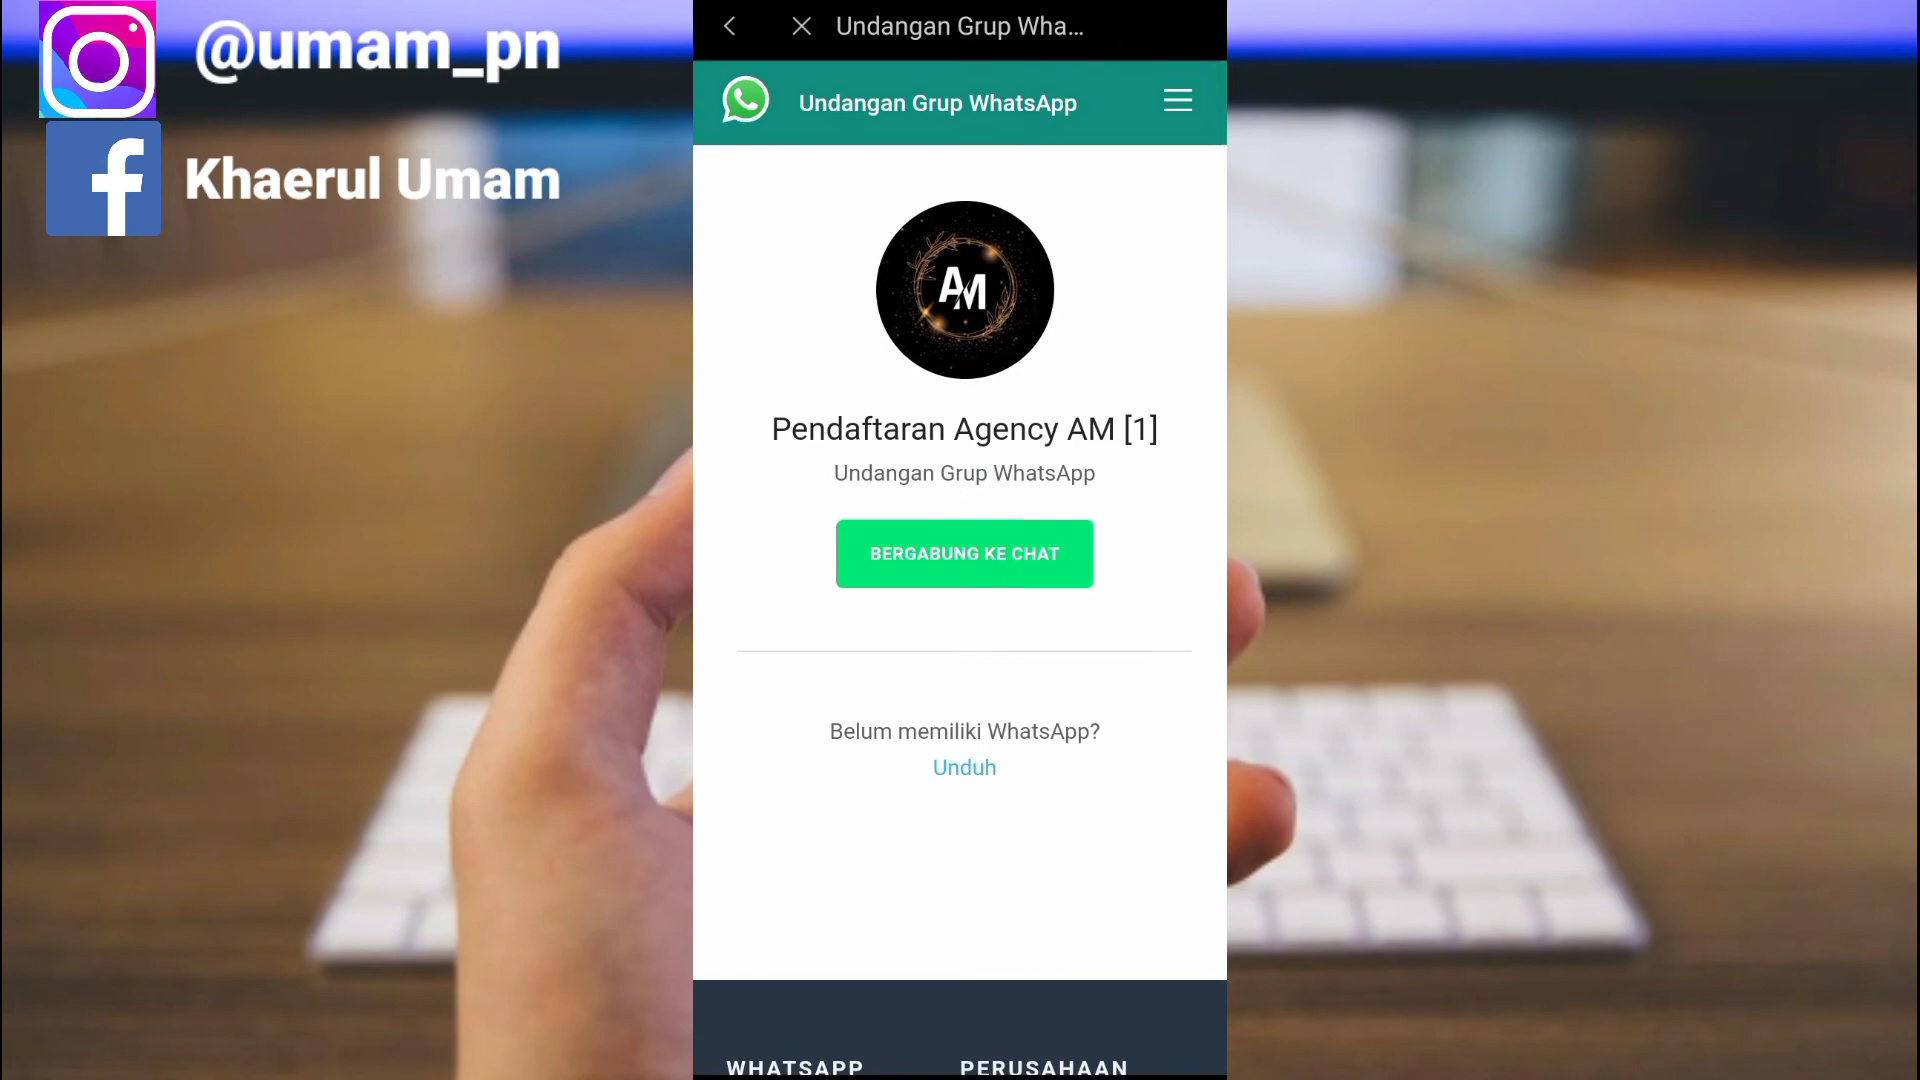 @umam_pn
Khaerul Umam
Undangan Grup Wha...
Undangan Grup WhatsApp
AM
Pendaftaran Agency AM [1]
Undangan Grup WhatsApp
BERGABUNG KE CHAT
Belum memiliki WhatsApp?
Unduh
WHATSAPP
PERUSAHAAN